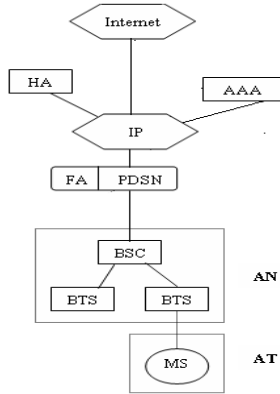 Internet
HA
AAA
IP
FA PDSN
BSC
AN
BTS BTS
MS
AT